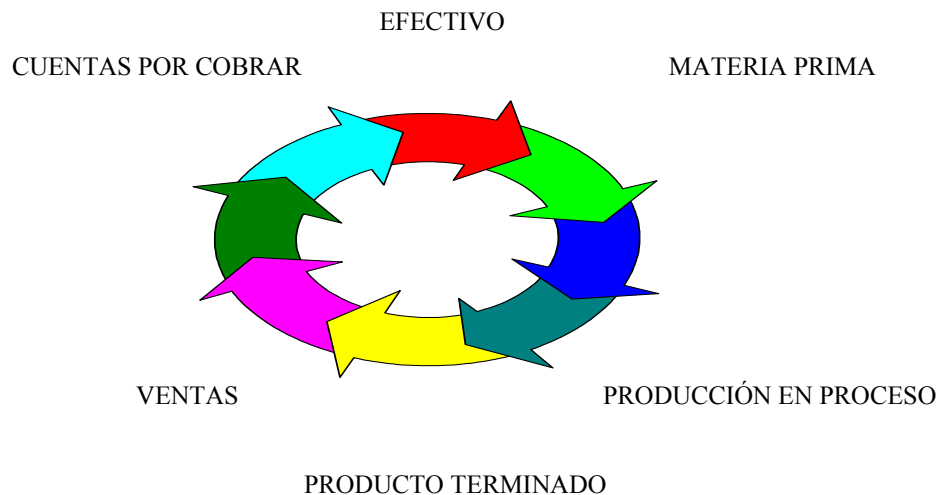 EFECTIVO
CUENTAS POR COBRAR
MATERIA PRIMA
VENTAS
PRODUCCIÓN EN PROCESO
PRODUCTO TERMINADO